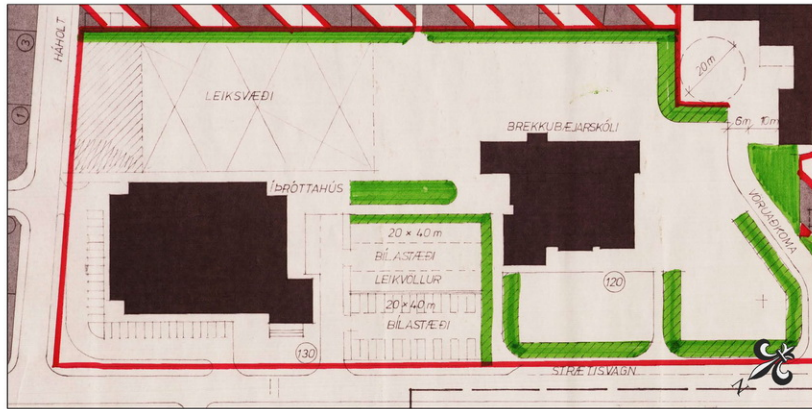 HÁHOLT
3
1
LEIKSVÆÐI
20m
6m
10m
BREKKUBÆJARSKÓLI
ÍÞRÓTTAHÚS
VÖRUAÐKOMA
20 × 40 m
BÍLASTÆÐI
LEIKVÖLLUR
20 × 40 m
BÍLASTÆÐI
120
130
STRÆTISVAGN
N